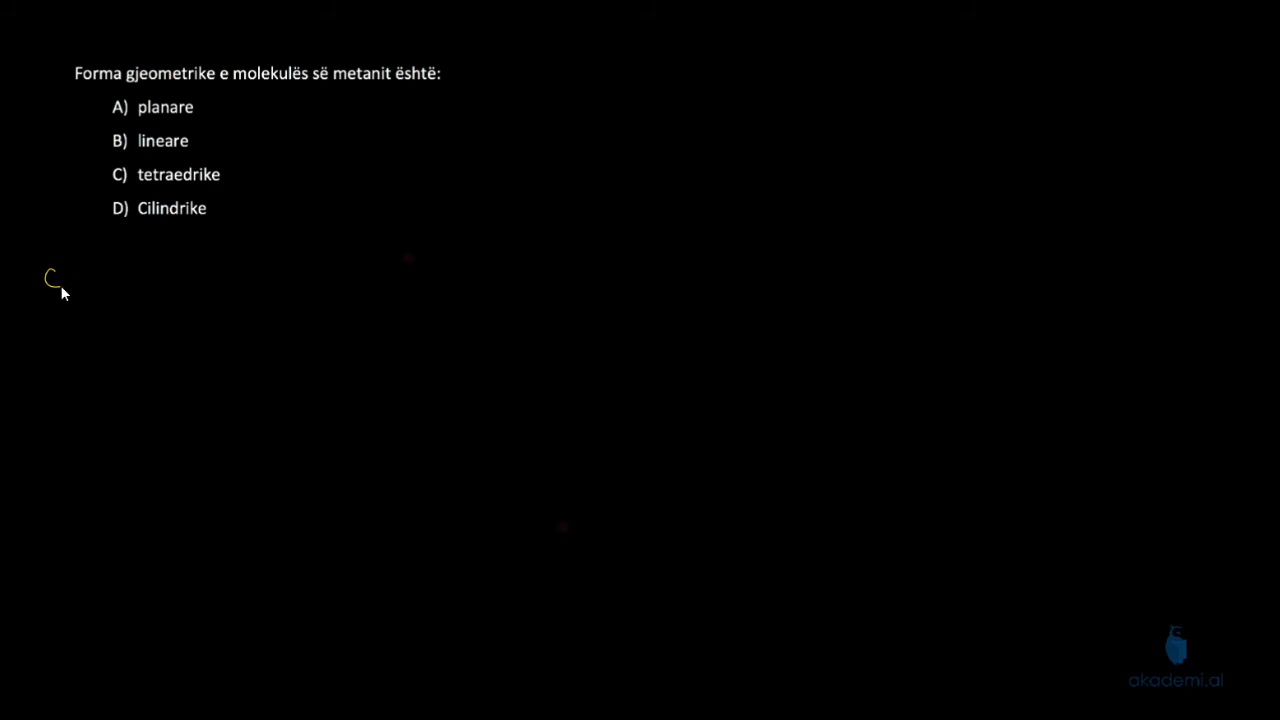 Forma gjeometrike e molekulës së metanit është:
A) planare
B) lineare
C) tetraedrike
D) Cilindrike
C
akademi.al